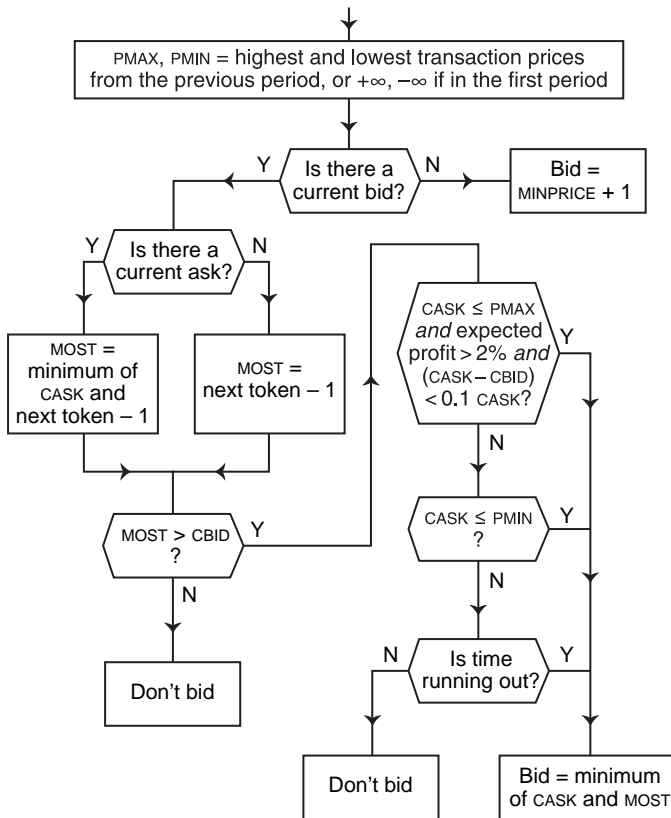 PMAX, PMIN = highest and lowest transaction prices
from the previous period, or +∞, −∞ if in the first period
Is there a
current bid?
Y
N
Bid =
MINPRICE + 1
Is there a
current ask?
Y
N
MOST =
minimum of
CASK and
next token – 1
MOST =
next token – 1
MOST > CBID
?
Y
N
Don't bid
CASK ≤ PMAX
and expected
profit > 2% and
(CASK – CBID)
< 0.1 CASK?
Y
N
CASK ≤ PMIN
?
Y
N
Is time
running out?
N
Y
Don't bid
Bid = minimum
of CASK and MOST